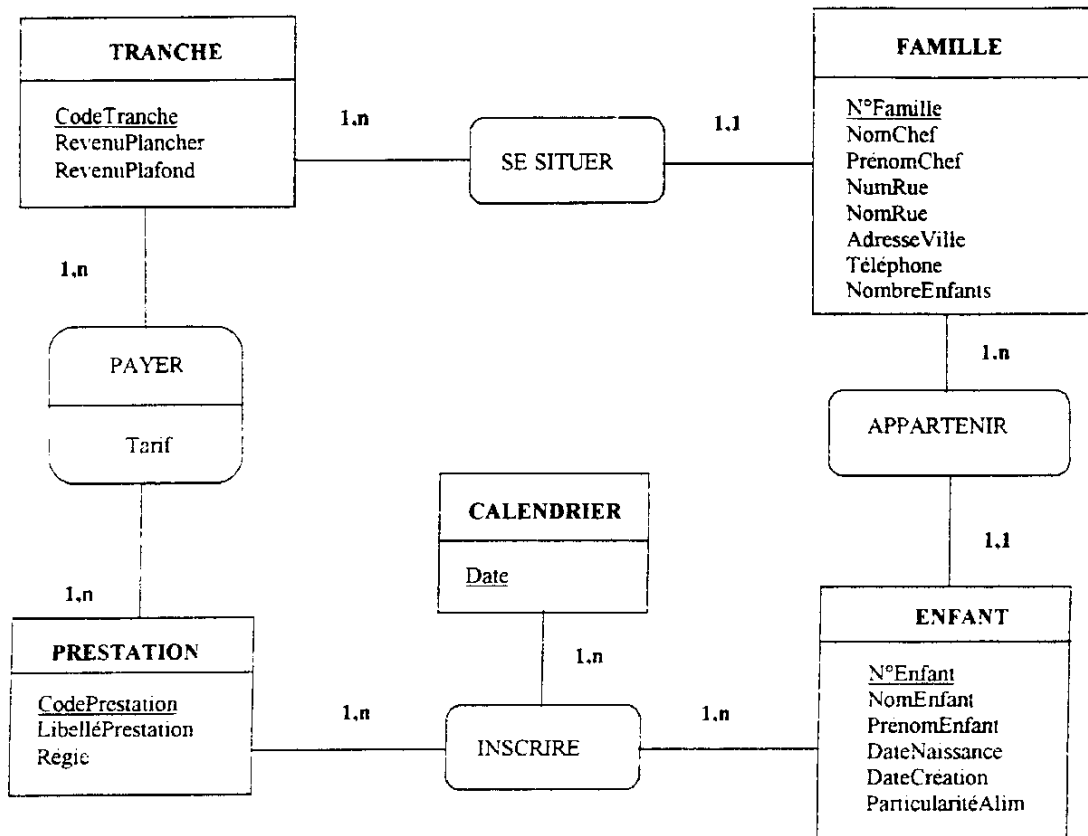 TRANCHE
CodeTranche
RevenuPlancher
RevenuPlafond
1,n
SE SITUER
1,1
FAMILLE
N°Famille
NomChef
PrénomChef
NumRue
NomRue
AdresseVille
Téléphone
NombreEnfants
1,n
PAYER
Tarif
1,n
1,n
APPARTENIR
1,1
CALENDRIER
Date
1,n
PRESTATION
CodePrestation
LibelléPrestation
Régie
1,n
INSCRIRE
1,n
ENFANT
N°Enfant
NomEnfant
PrénomEnfant
DateNaissance
DateCréation
ParticularitéAlim